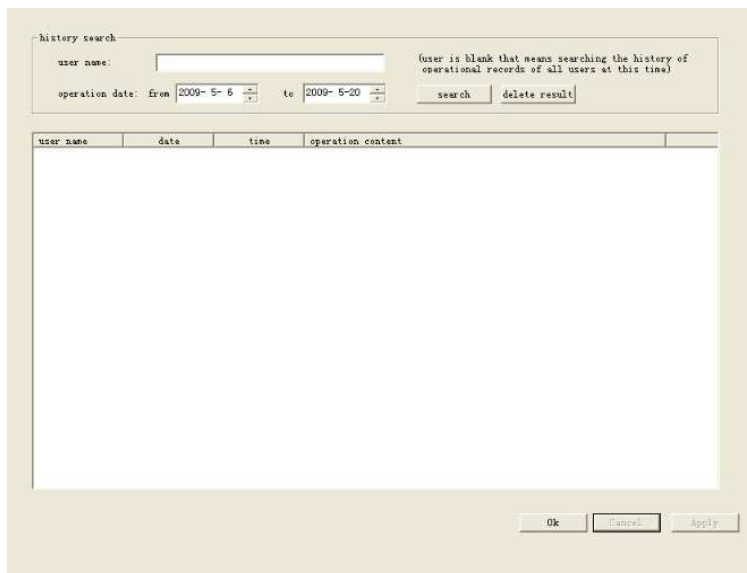 history search
user name:
(user is blank that means searching the history of
operational records of all users at this time)
operation date: from 2009- 5- 6 to 2009- 5-20 search delete result
user name date time operation content
Ok Cancel Apply